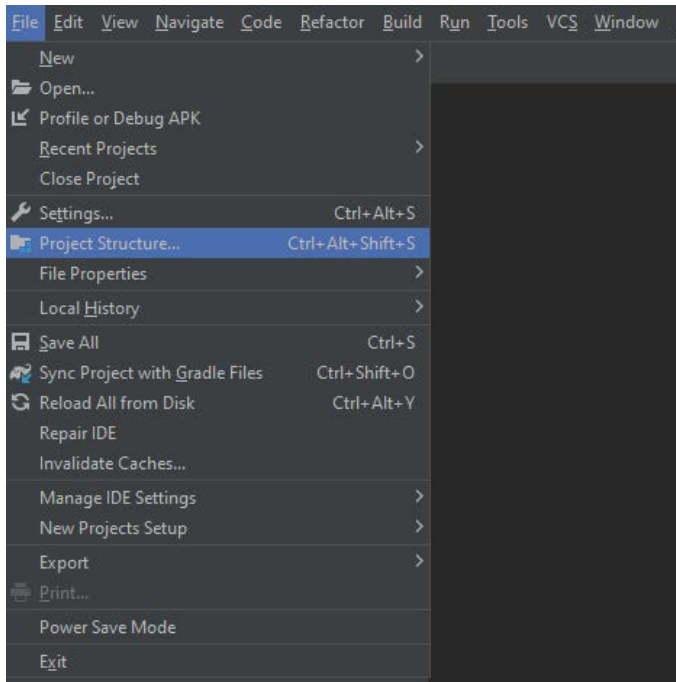 File Edit View Navigate Code Refactor Build Run Tools VCS Window
New
Open...
Profile or Debug APK
Recent Projects
Close Project
Settings... Ctrl+Alt+S
Project Structure... Ctrl+Alt+Shift+S
File Properties
Local History
Save All Ctrl+S
Sync Project with Gradle Files Ctrl+Shift+O
Reload All from Disk Ctrl+Alt+Y
Repair IDE
Invalidate Caches...
Manage IDE Settings
New Projects Setup
Export
Print...
Power Save Mode
Exit